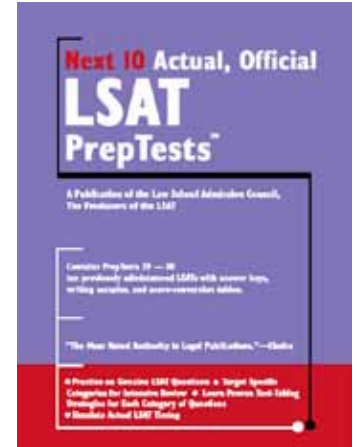 Next 10 Actual, Official
LSAT
PrepTests™
A Publication of the Law School Admission Council,
The Producers of the LSAT
Contains PrepTests 29 — 38
ten previously administered LSATs with answer keys,
writing samples, and score-conversion tables.
"The Most Noted Authority in Legal Publications."—Choice
Practice on Genuine LSAT Questions • Target Specific
Categories for Intensive Review • Learn Proven Test-Taking
Strategies for Each Category of Questions
• Simulate Actual LSAT Timing